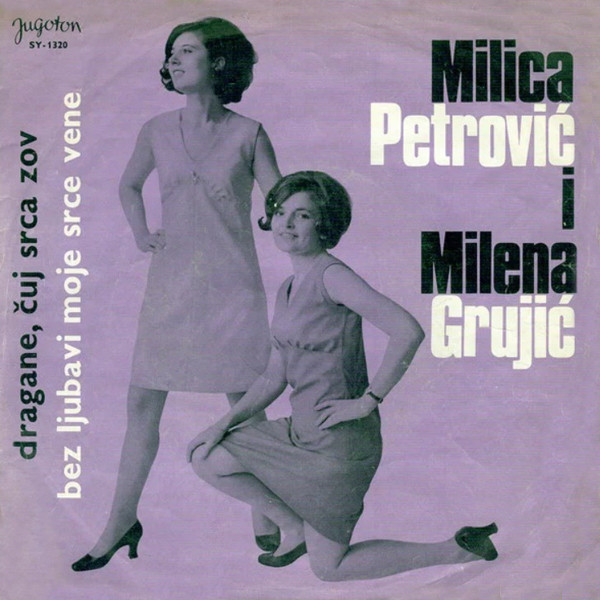 Jugoton
SY-1320
Milica
Petrović
i
Milena
Grujić
dragane, čuj srca zov
bez ljubavi moje srce vene